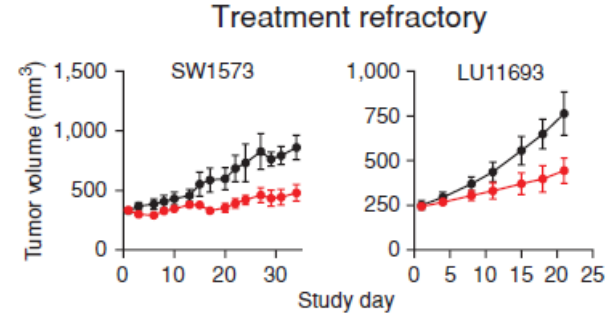 Treatment refractory
SW1573
Tumor volume (mm³)
1,500
1,000
500
0
0 10 20 30
LU11693
1,000
750
500
250
0
0 5 10 15 20 25
Study day